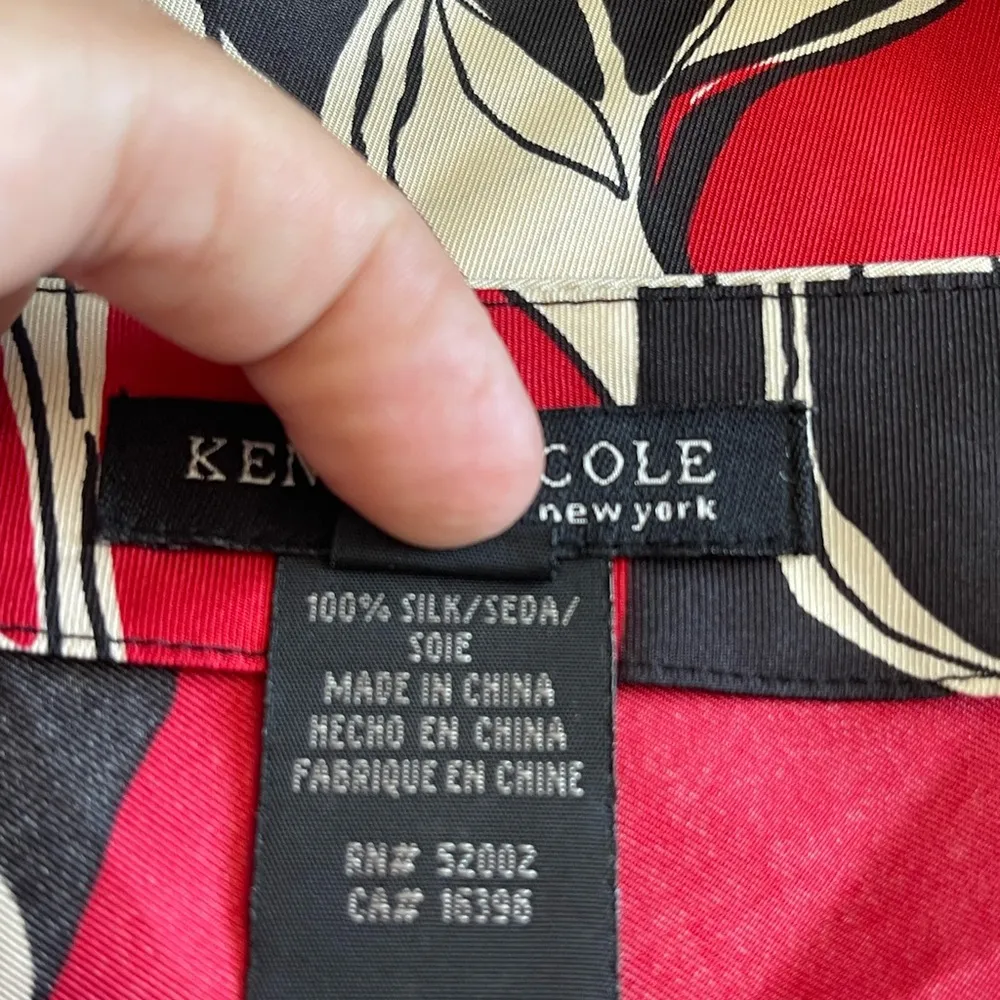 KEN COLE
new york
100% SILK/SEDA/
SOIE
MADE IN CHINA
HECHO EN CHINA
FABRIQUE EN CHINE
RN# 52002
CA# 16396